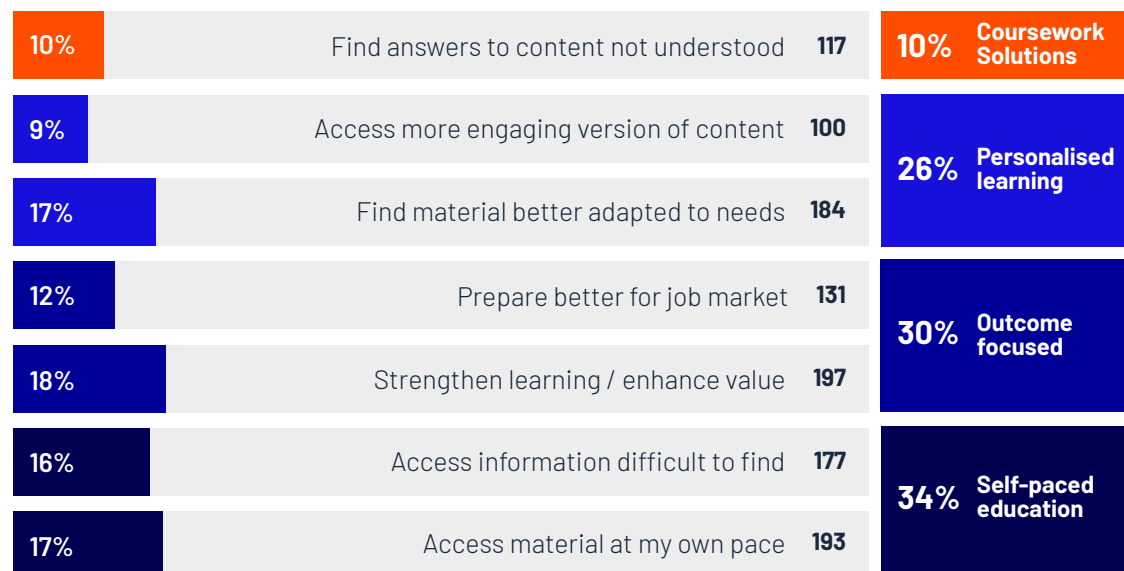 10% Find answers to content not understood 117
10% Coursework
Solutions
9% Access more engaging version of content 100
17% Find material better adapted to needs 184
26% Personalised
learning
12% Prepare better for job market 131
18% Strengthen learning / enhance value 197
30% Outcome
focused
16% Access information difficult to find 177
17% Access material at my own pace 193
34% Self-paced
education